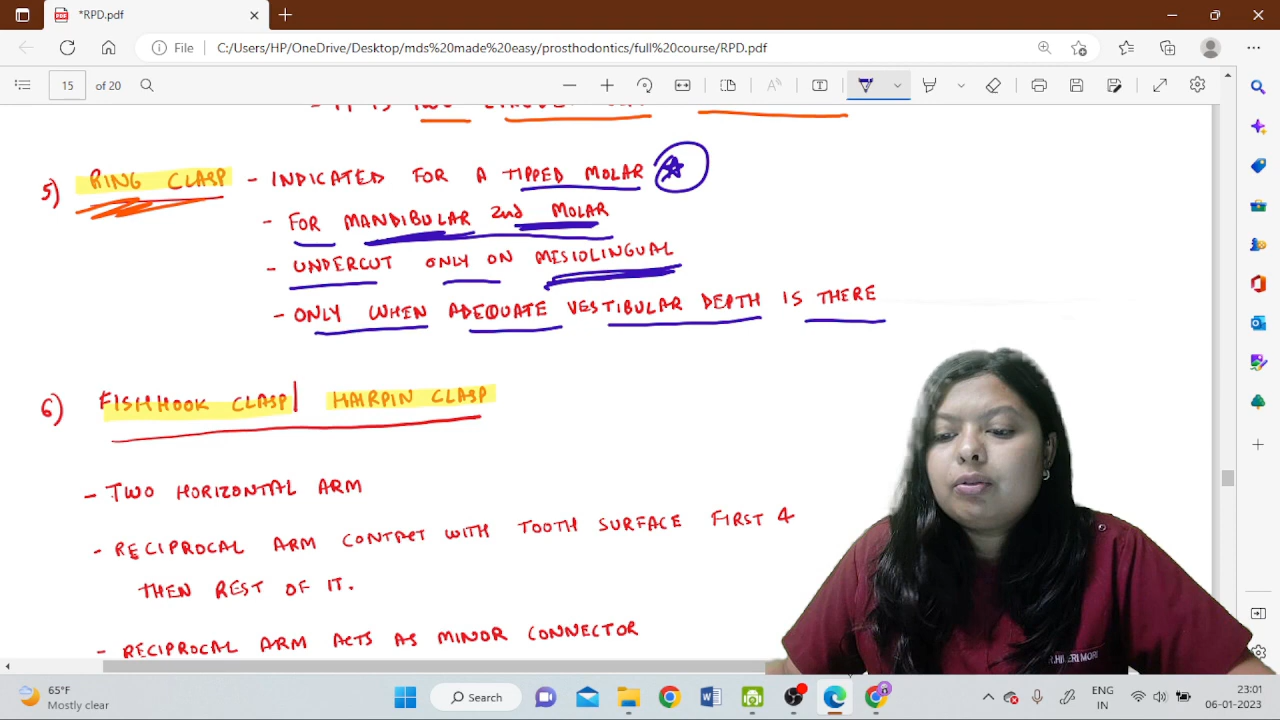 *RPD.pdf
File
C:/Users/HP/OneDrive/Desktop/mds%20made%20easy/prosthodontics/full%20course/RPD.pdf
15 of 20
5) RING CLASP - INDICATED FOR A TIPPED MOLAR
- FOR MANDIBULAR 2nd MOLAR
- UNDERCUT ONLY ON MESIOLINGUAL
- ONLY WHEN ADEQUATE VESTIBULAR DEPTH IS THERE
6) FISHHOOK CLASP| HAIRPIN CLASP
- TWO HORIZONTAL ARM
- RECIPROCAL ARM CONTACT WITH TOOTH SURFACE FIRST &
THEN REST OF IT.
- RECIPROCAL ARM ACTS AS MINOR CONNECTOR
65°F
Mostly clear
Search
ENG
IN
23:01
06-01-2023